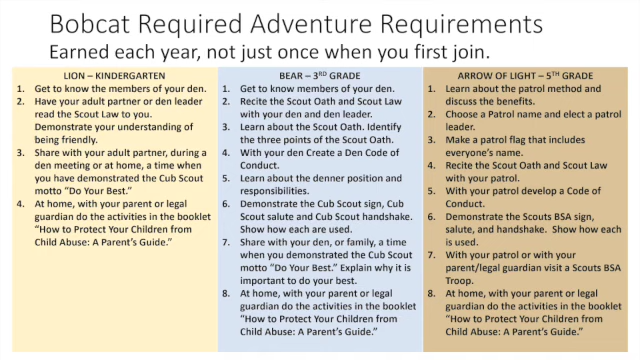 Bobcat Required Adventure Requirements
Earned each year, not just once when you first join.
LION – KINDERGARTEN
1. Get to know the members of your den.
2. Have your adult partner or den leader
read the Scout Law to you.
Demonstrate your understanding of
being friendly.
3. Share with your adult partner, during a
den meeting or at home, a time when
you have demonstrated the Cub Scout
motto “Do Your Best.”
4. At home, with your parent or legal
guardian do the activities in the booklet
“How to Protect Your Children from
Child Abuse: A Parent’s Guide.”
BEAR – 3RD GRADE
1. Get to know members of your den.
2. Recite the Scout Oath and Scout Law
with your den and den leader.
3. Learn about the Scout Oath. Identify
the three points of the Scout Oath.
4. With your den Create a Den Code of
Conduct.
5. Learn about the denner position and
responsibilities.
6. Demonstrate the Cub Scout sign, Cub
Scout salute and Cub Scout handshake.
Show how each are used.
7. Share with your den, or family, a time
when you demonstrated the Cub Scout
motto “Do Your Best.” Explain why it is
important to do your best.
8. At home, with your parent or legal
guardian do the activities in the booklet
“How to Protect Your Children from
Child Abuse: A Parent’s Guide.”
ARROW OF LIGHT – 5TH GRADE
1. Learn about the patrol method and
discuss the benefits.
2. Choose a Patrol name and elect a patrol
leader.
3. Make a patrol flag that includes
everyone’s name.
4. Recite the Scout Oath and Scout Law
with your patrol.
5. With your patrol develop a Code of
Conduct.
6. Demonstrate the Scouts BSA sign,
salute, and handshake. Show how each
is used.
7. With your patrol or with your
parent/legal guardian visit a Scouts BSA
Troop.
8. At home, with your parent or legal
guardian do the activities in the booklet
“How to Protect Your Children from
Child Abuse: A Parent’s Guide.”